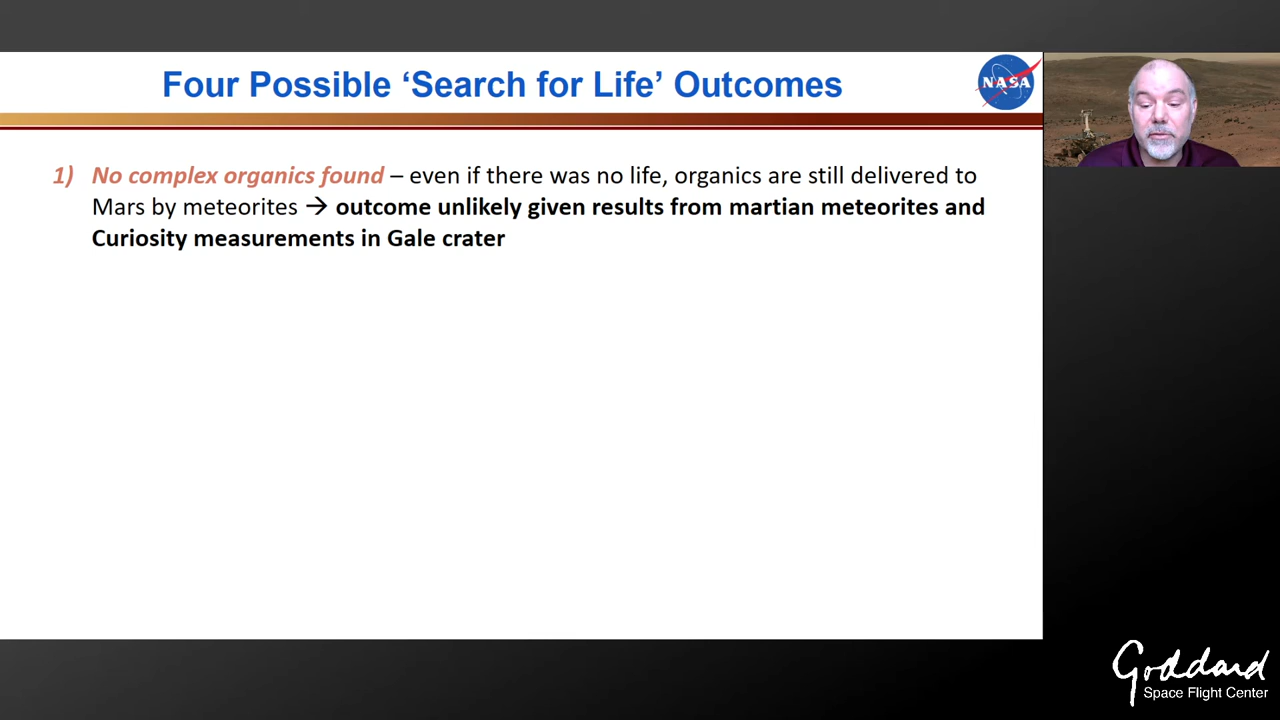 Four Possible ‘Search for Life’ Outcomes
NASA
1) No complex organics found – even if there was no life, organics are still delivered to
Mars by meteorites → outcome unlikely given results from martian meteorites and
Curiosity measurements in Gale crater
Goddard
Space Flight Center